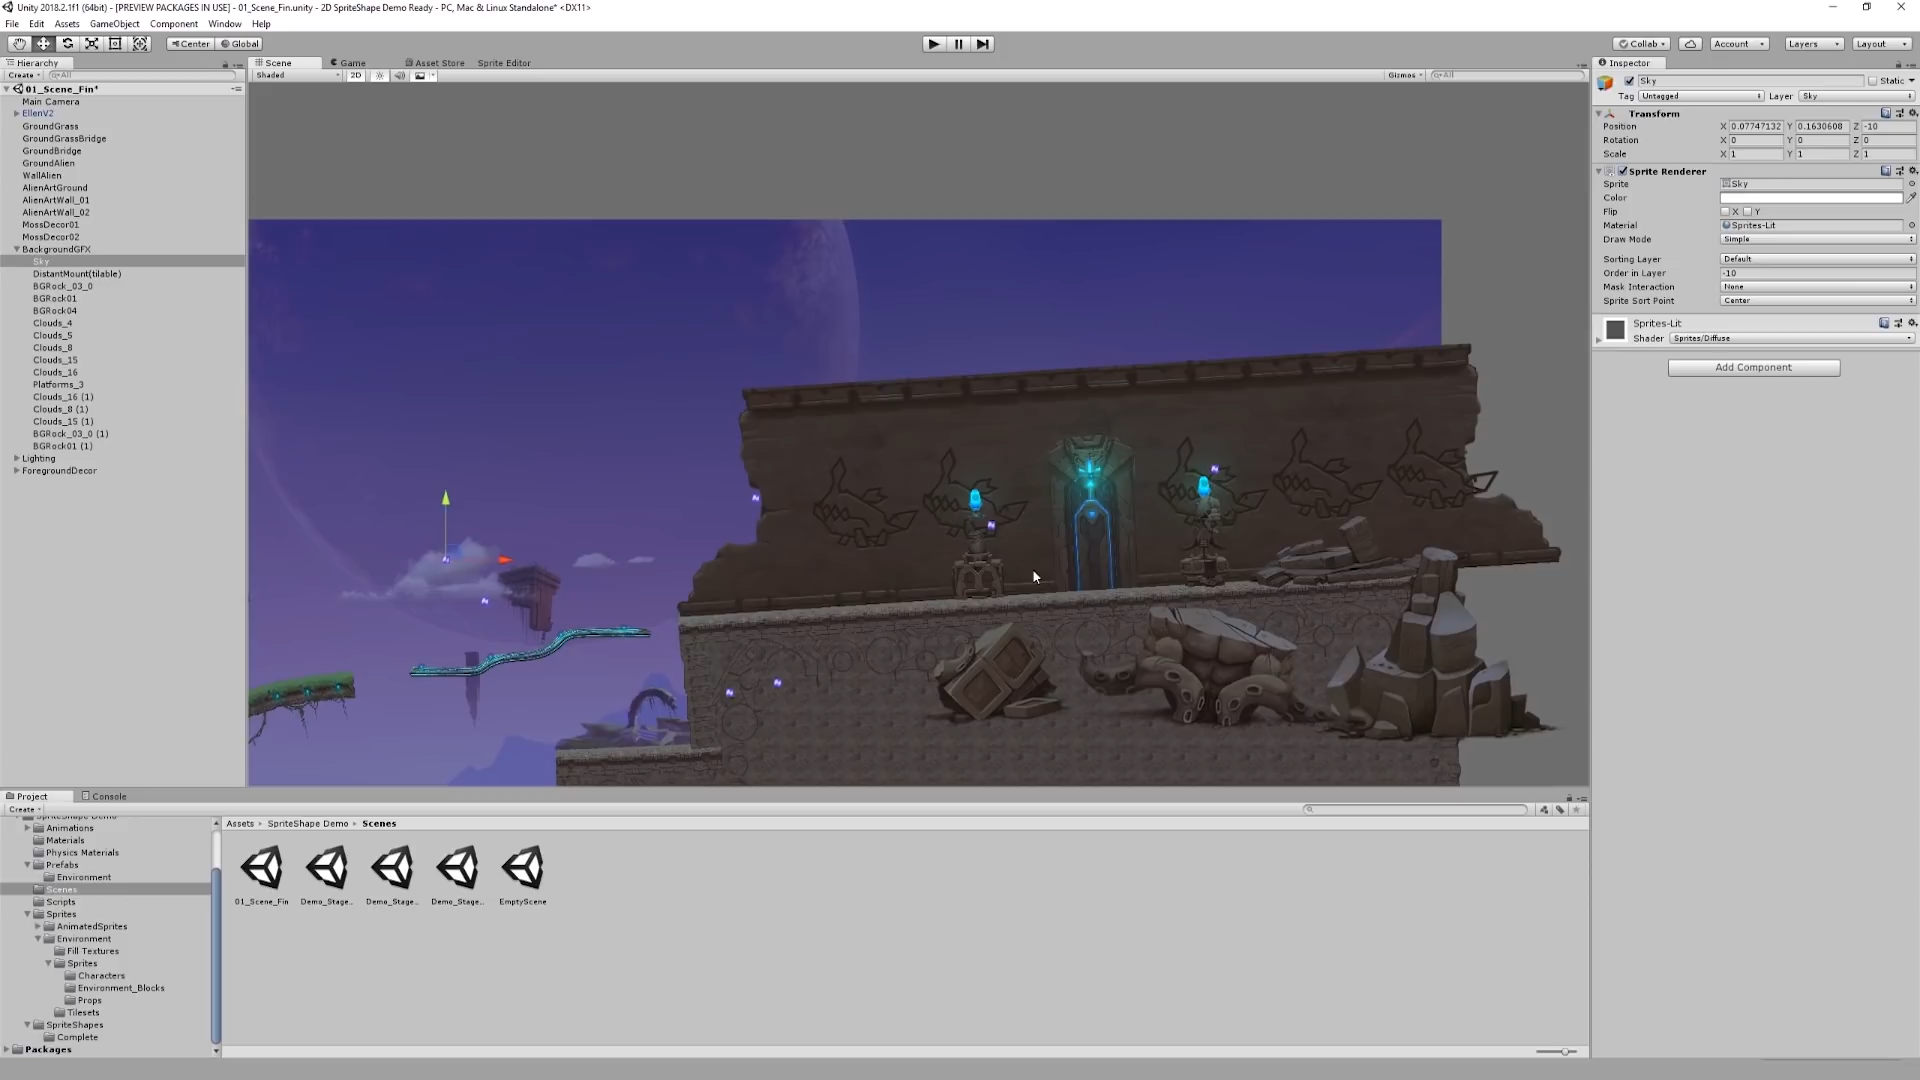 Unity 2018.2.1f1 (64bit) - [PREVIEW PACKAGES IN USE] - 01_Scene_Fin.unity - 2D SpriteShape Demo Ready - PC, Mac & Linux Standalone* <DX11>
File Edit Assets GameObject Component Window Help
Center Global Collab Account Layers Layout
Hierarchy
Create All
01_Scene_Fin*
Main Camera
EllenV2
GroundGrass
GroundGrassBridge
GroundBridge
GroundAlien
WallAlien
AlienArtGround
AlienArtWall_01
AlienArtWall_02
MossDecor01
MossDecor02
BackgroundGFX
Sky
DistantMount(tilable)
BGRock_03_0
BGRock01
BGRock04
Clouds_4
Clouds_5
Clouds_8
Clouds_15
Clouds_16
Platforms_3
Clouds_16 (1)
Clouds_8 (1)
Clouds_15 (1)
BGRock_03_0 (1)
BGRock01 (1)
Lighting
ForegroundDecor
Scene Game Asset Store Sprite Editor
Shaded 2D Gizmos All
Inspector
Sky Static
Tag Untagged Layer Sky
Transform
Position X 0.07747132 Y 0.1630608 Z -10
Rotation X 0 Y 0 Z 0
Scale X 1 Y 1 Z 1
Sprite Renderer
Sprite Sky
Color
Flip X Y
Material Sprites-Lit
Draw Mode Simple
Sorting Layer Default
Order in Layer -10
Mask Interaction None
Sprite Sort Point Center
Sprites-Lit
Shader Sprites/Diffuse
Add Component
Project Console
Create
Animations
Materials
Physics Materials
Prefabs
Environment
Scenes
Scripts
Sprites
AnimatedSprites
Environment
Fill Textures
Sprites
Characters
Environment_Blocks
Props
Tilesets
SpriteShapes
Complete
Packages
Assets SpriteShape Demo Scenes
01_Scene_Fin Demo_Stage.. Demo_Stage.. Demo_Stage.. EmptyScene